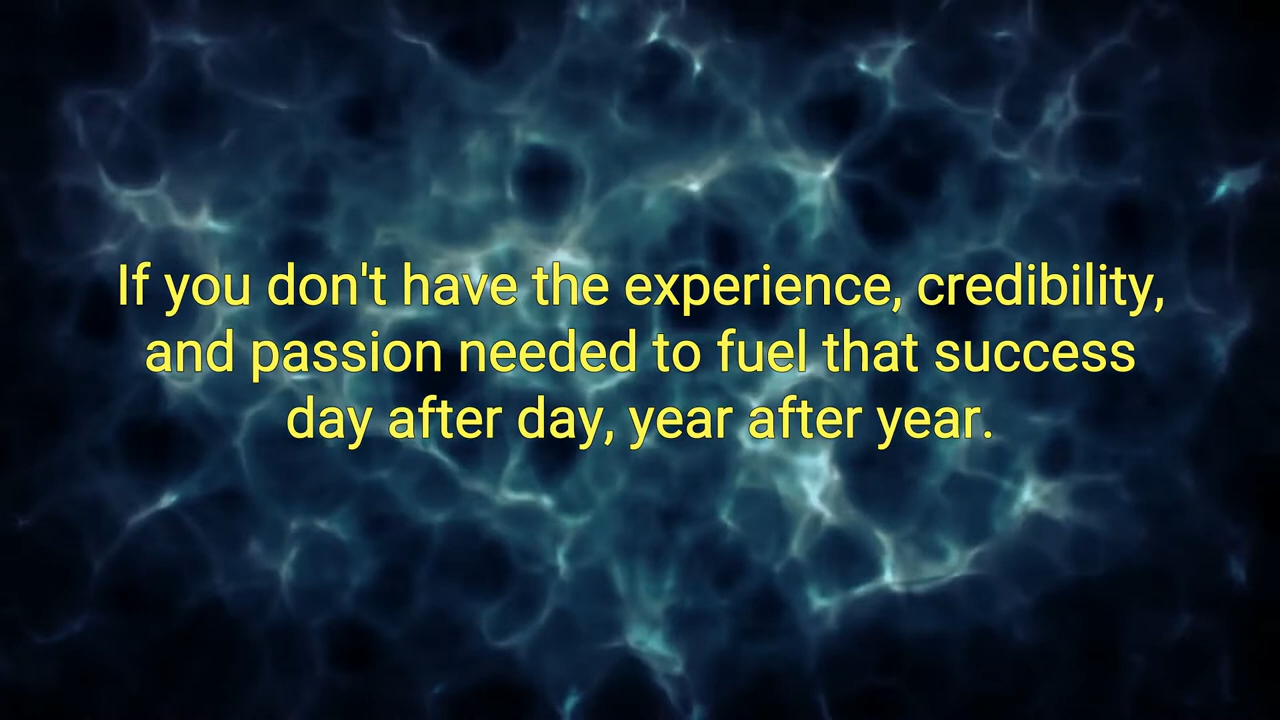 If you don't have the experience, credibility,
and passion needed to fuel that success
day after day, year after year.